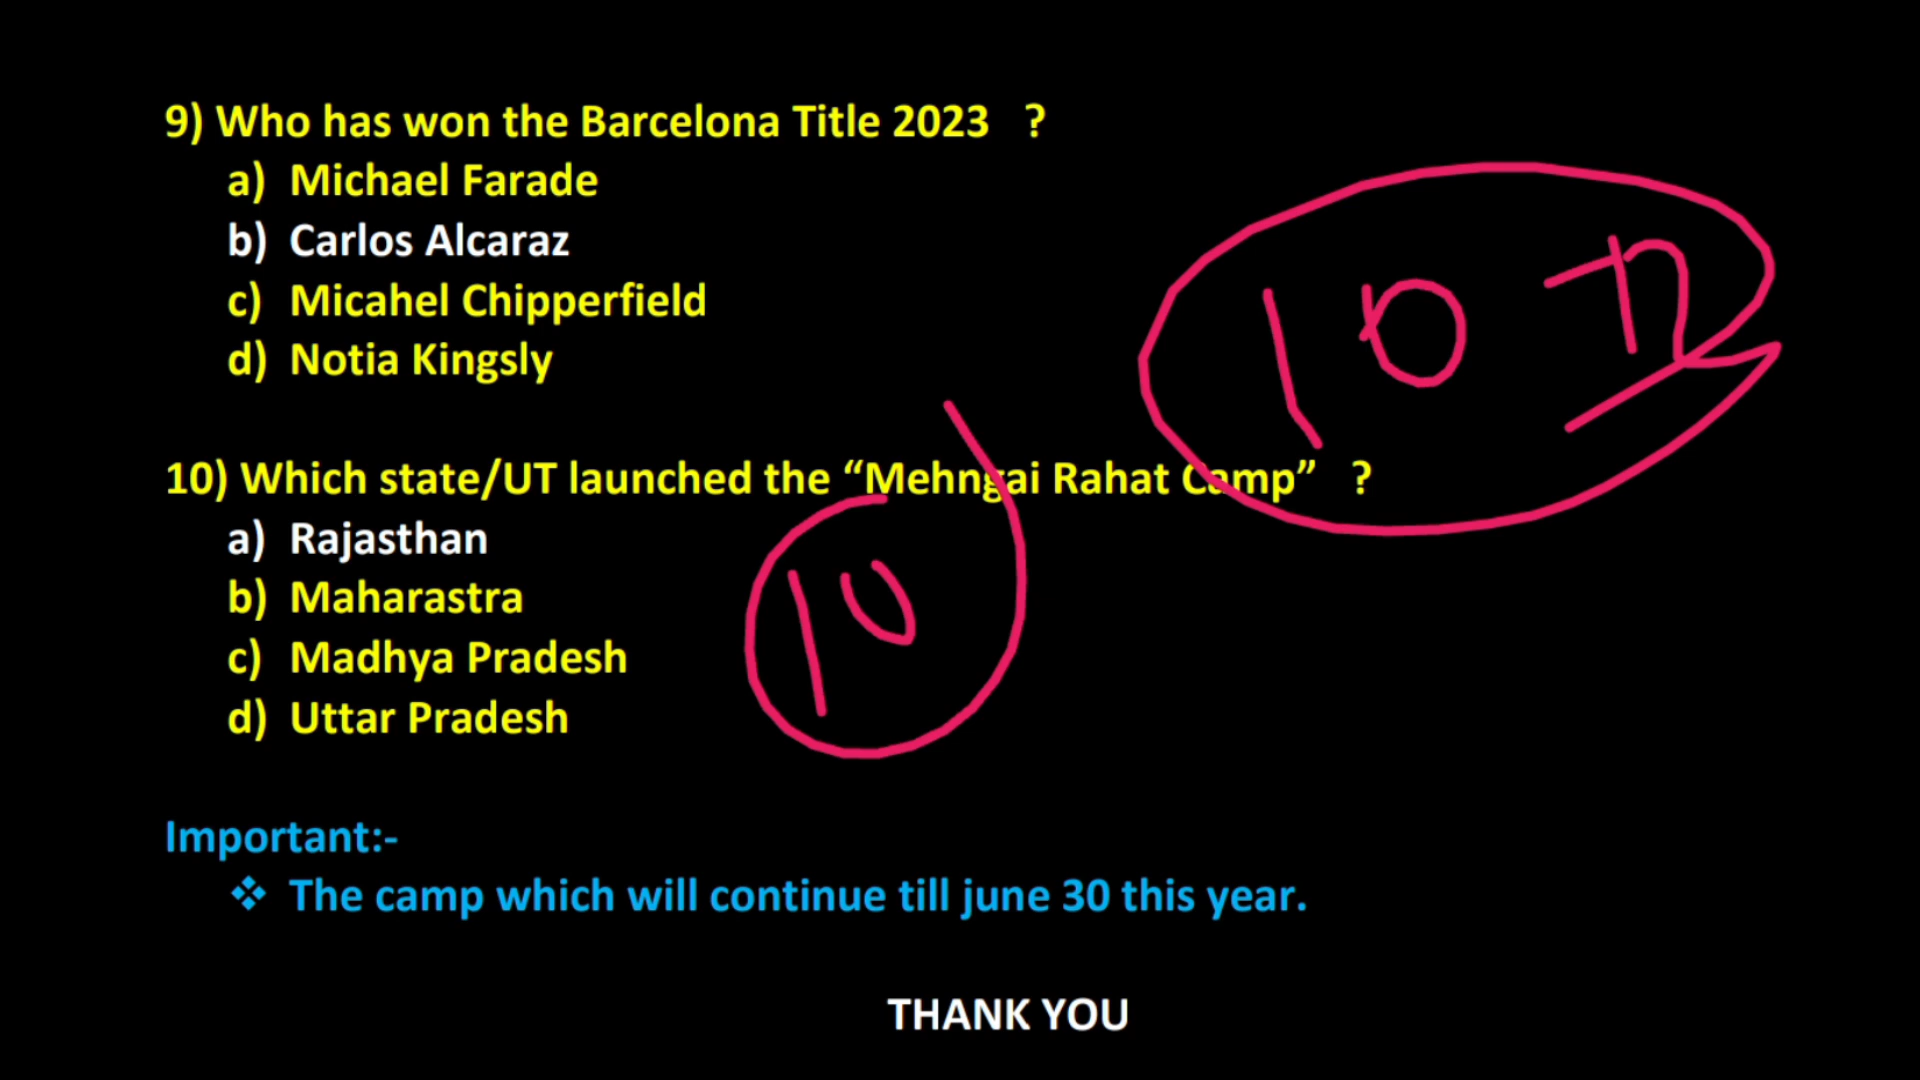 9) Who has won the Barcelona Title 2023 ?
a) Michael Farade
b) Carlos Alcaraz
c) Micahel Chipperfield
d) Notia Kingsly
10) Which state/UT launched the “Mehngai Rahat Camp” ?
a) Rajasthan
b) Maharastra
c) Madhya Pradesh
d) Uttar Pradesh
10
10
Important:-
❖ The camp which will continue till june 30 this year.
THANK YOU